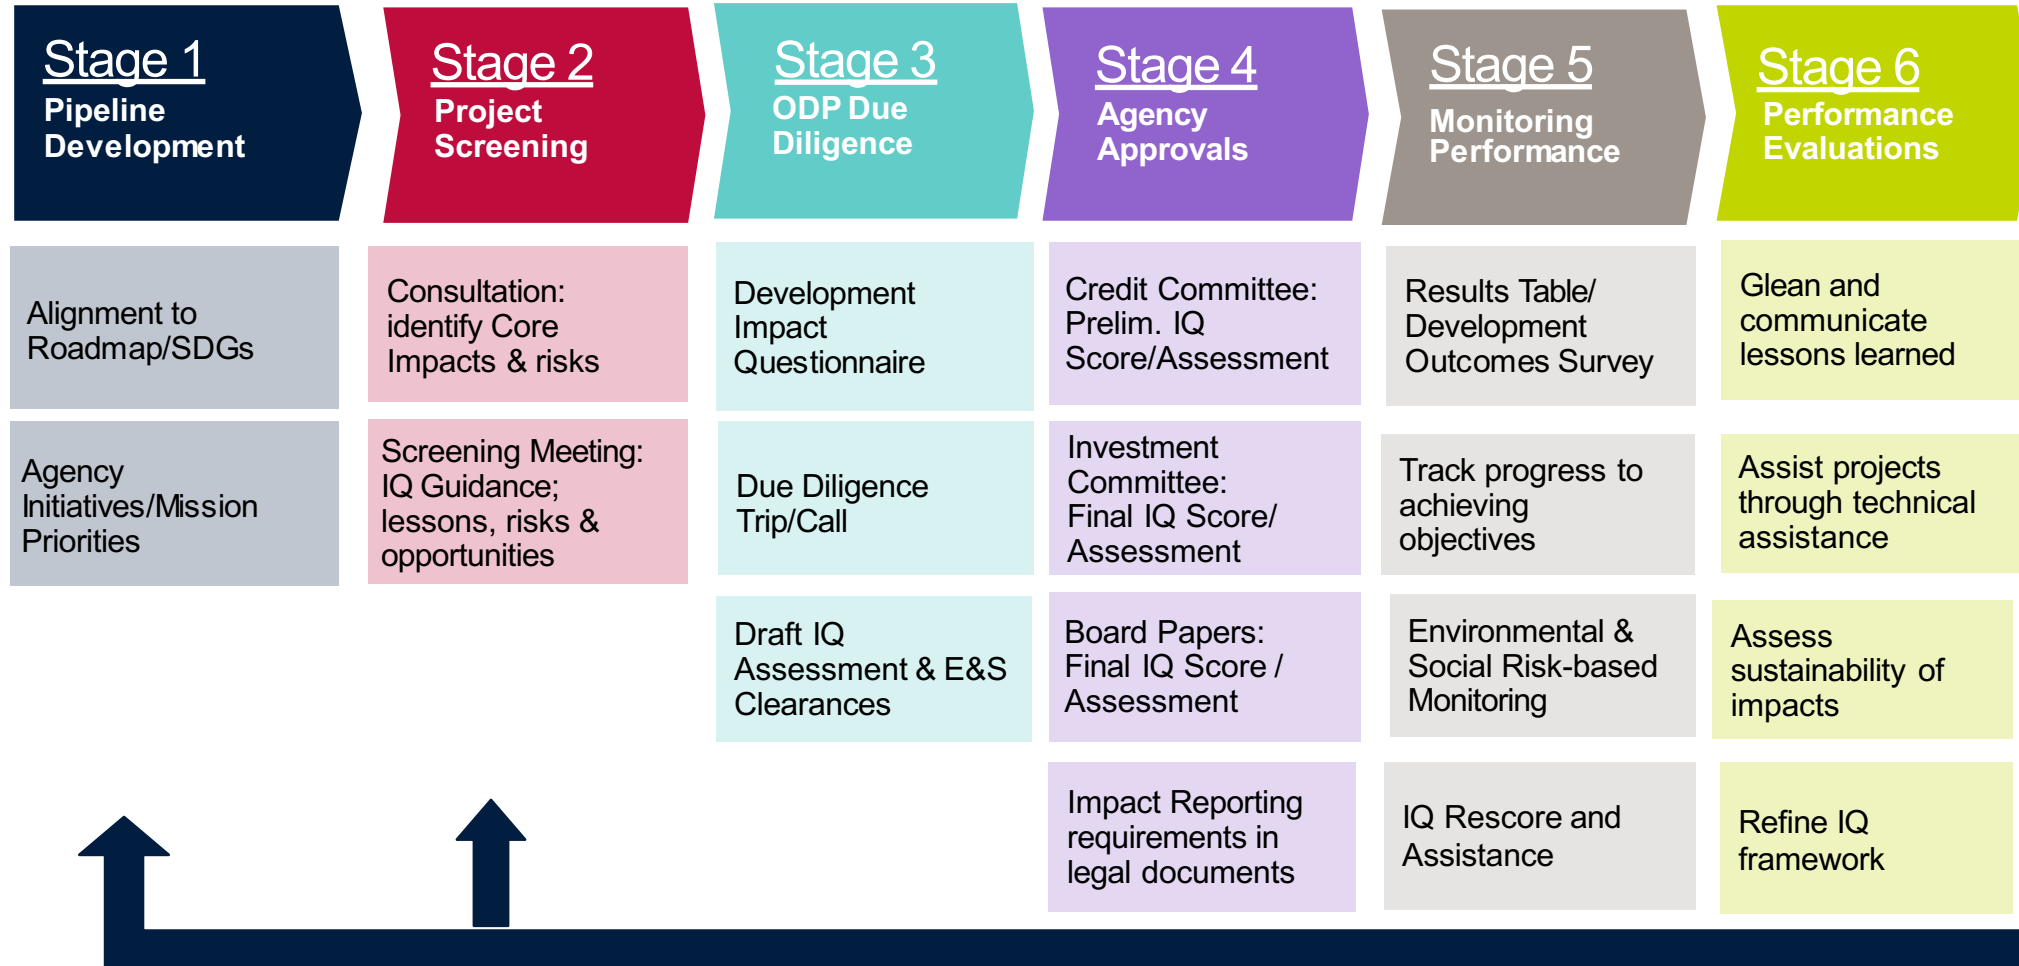 Stage 1
Pipeline
Development
Stage 2
Project
Screening
Stage 3
ODP Due
Diligence
Stage 4
Agency
Approvals
Stage 5
Monitoring
Performance
Stage 6
Performance
Evaluations
Alignment to
Roadmap/SDGs
Agency
Initiatives/Mission
Priorities
Consultation:
identify Core
Impacts & risks
Screening Meeting:
IQ Guidance;
lessons, risks &
opportunities
Development
Impact
Questionnaire
Due Diligence
Trip/Call
Draft IQ
Assessment & E&S
Clearances
Credit Committee:
Prelim. IQ
Score/Assessment
Investment
Committee:
Final IQ Score/
Assessment
Board Papers:
Final IQ Score /
Assessment
Impact Reporting
requirements in
legal documents
Results Table/
Development
Outcomes Survey
Track progress to
achieving
objectives
Environmental &
Social Risk-based
Monitoring
IQ Rescore and
Assistance
Glean and
communicate
lessons learned
Assist projects
through technical
assistance
Assess
sustainability of
impacts
Refine IQ
framework